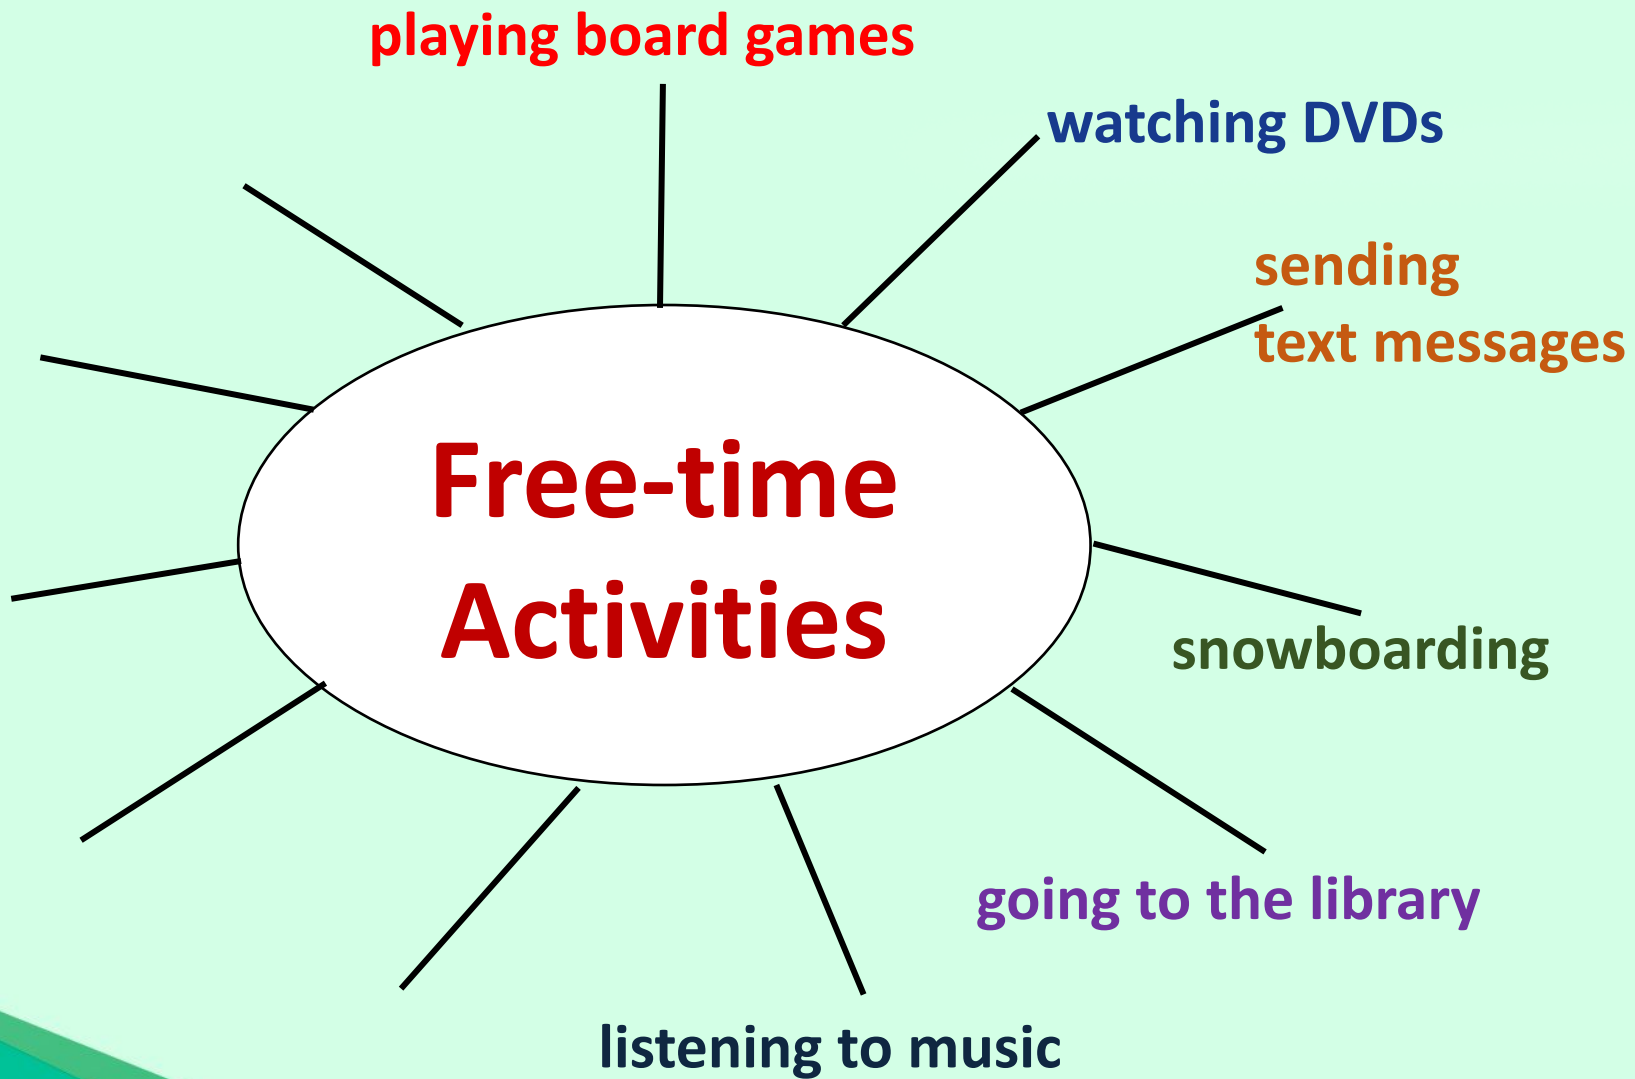 playing board games
watching DVDs
sending
text messages
Free-time
Activities
snowboarding
going to the library
listening to music